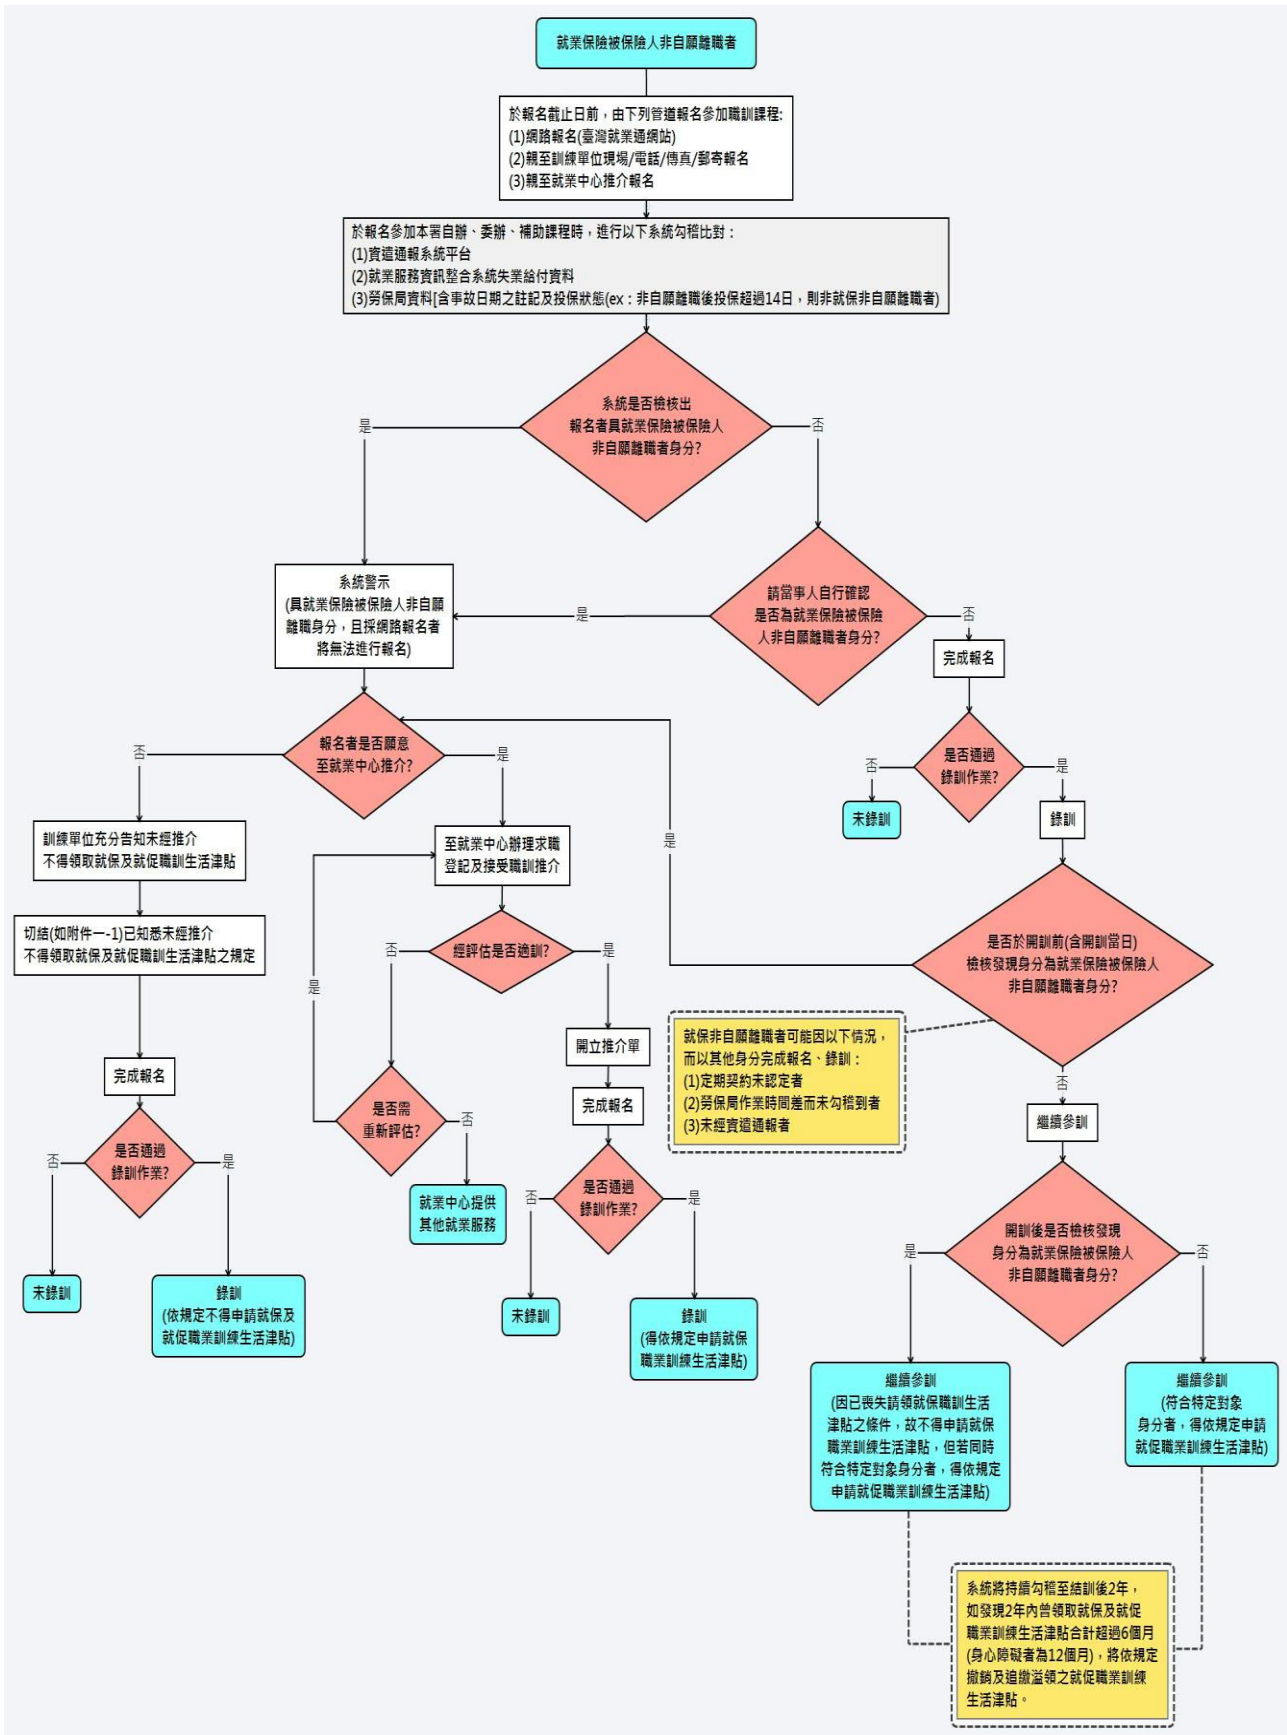 就業保險被保險人非自願離職者
於報名截止日前，由下列管道報名參加職訓課程:
(1)網路報名(臺灣就業通網站)
(2)親至訓練單位現場/電話/傳真/郵寄報名
(3)親至就業中心推介報名
於報名參加本署自辦、委辦、補助課程時，進行以下系統勾稽比對：
(1)資遣通報系統平台
(2)就業服務資訊整合系統失業給付資料
(3)勞保局資料[含事故日期之註記及投保狀態(ex：非自願離職後投保超過14日，則非就保非自願離職者)
系統是否檢核出
報名者具就業保險被保險人
非自願離職者身分?
是
否
系統警示
(具就業保險被保險人非自願
離職身分，且採網路報名者
將無法進行報名)
是
請當事人自行確認
是否為就業保險被保險
人非自願離職者身分?
否
完成報名
報名者是否願意
至就業中心推介?
否
是
是否通過
錄訓作業?
否
是
未錄訓
錄訓
訓練單位充分告知未經推介
不得領取就保及就促職訓生活津貼
至就業中心辦理求職
登記及接受職訓推介
是
切結(如附件一-1)已知悉未經推介
不得領取就保及就促職訓生活津貼之規定
經評估是否適訓?
否
是
是
是否於開訓前(含開訓當日)
檢核發現身分為就業保險被保險人
非自願離職者身分?
就保非自願離職者可能因以下情況，
而以其他身分完成報名、錄訓：
(1)定期契約未認定者
(2)勞保局作業時間差而未勾稽到者
(3)未經資遣通報者
開立推介單
完成報名
完成報名
是否需
重新評估?
否
否
繼續參訓
是否通過
錄訓作業?
否
是
就業中心提供
其他就業服務
是否通過
錄訓作業?
否
是
開訓後是否檢核發現
身分為就業保險被保險人
非自願離職者身分?
是
否
未錄訓
錄訓
(依規定不得申請就保及
就促職業訓練生活津貼)
未錄訓
錄訓
(得依規定申請就保
職業訓練生活津貼)
繼續參訓
(因已喪失請領就保職訓生活
津貼之條件，故不得申請就保
職業訓練生活津貼，但若同時
符合特定對象身分者，得依規定
申請就促職業訓練生活津貼)
繼續參訓
(符合特定對象
身分者，得依規定申請
就促職業訓練生活津貼)
系統將持續勾稽至結訓後2年，
如發現2年內曾領取就保及就促
職業訓練生活津貼合計超過6個月
(身心障礙者為12個月)，將依規定
撤銷及追繳溢領之就促職業訓練
生活津貼。